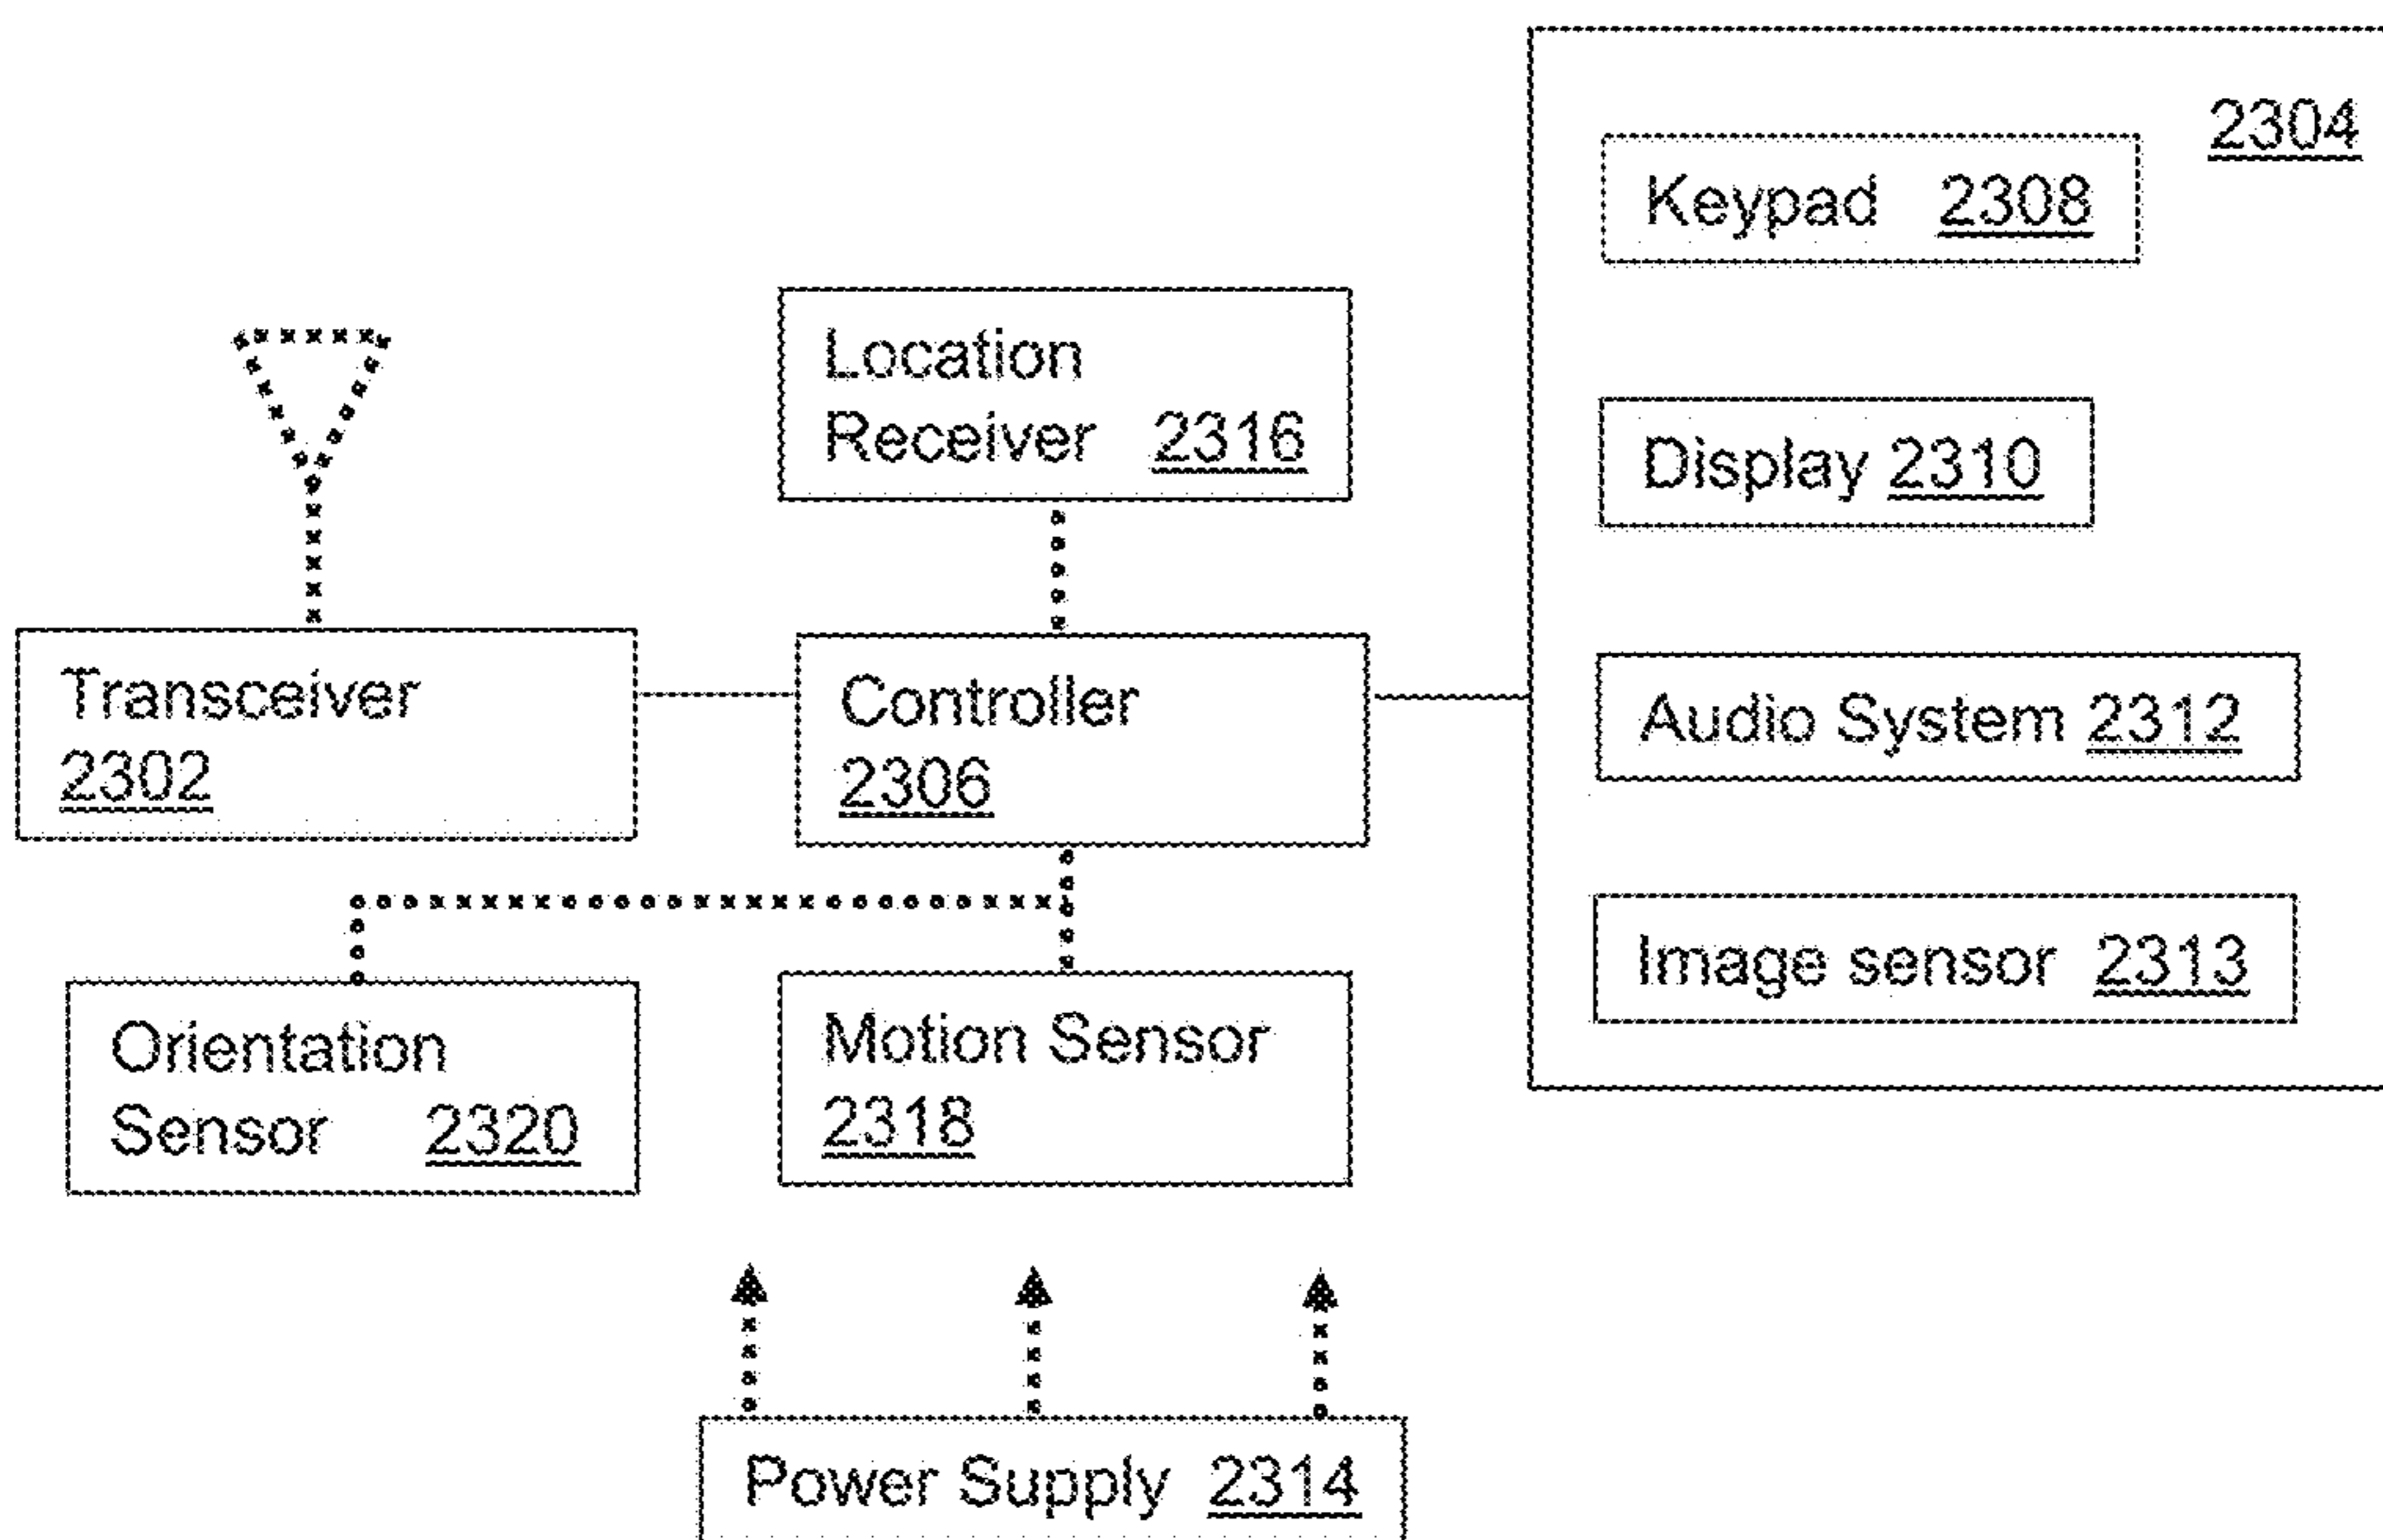 2304
Keypad 2308
Location
Receiver 2316
Display 2310
Transceiver
2302
Controller
2306
Audio System 2312
Image sensor 2313
Orientation
Sensor 2320
Motion Sensor
2318
Power Supply 2314